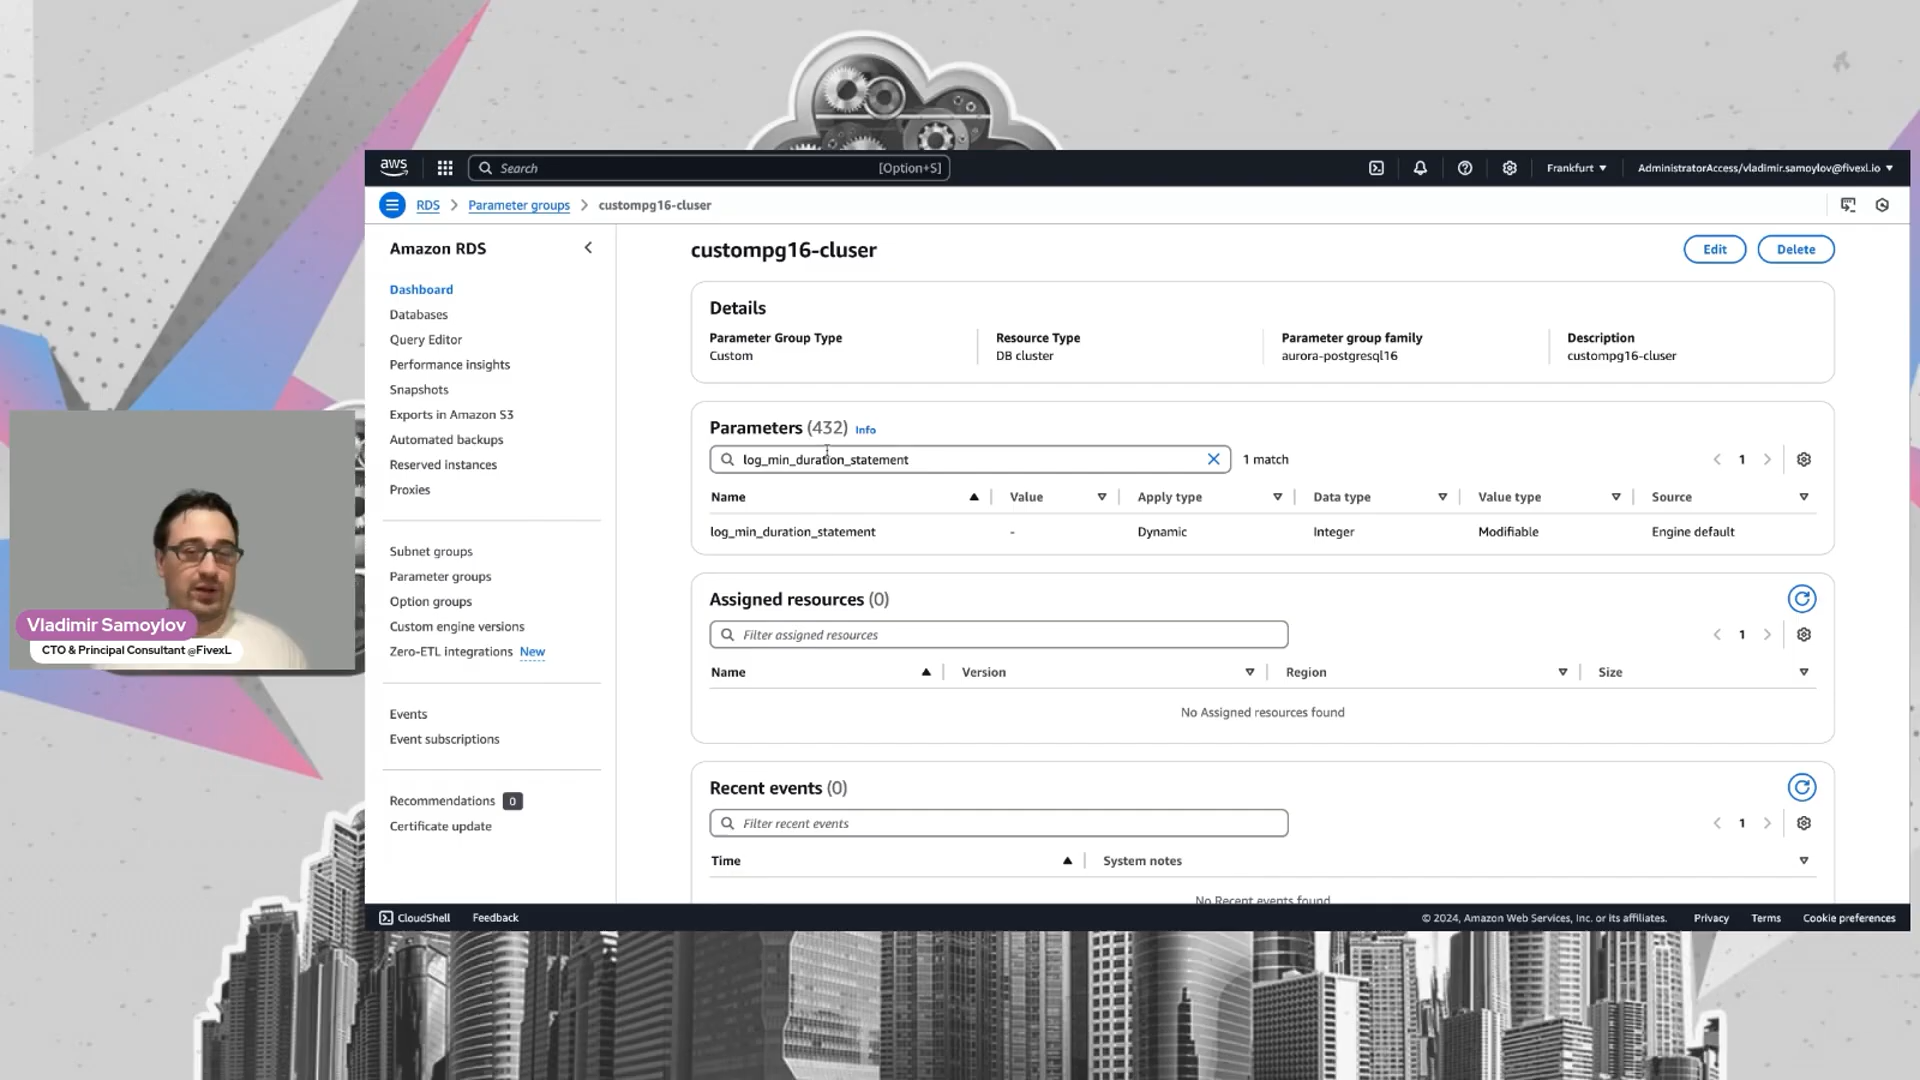 aws
Search
[Option+S]
Frankfurt
AdministratorAccess/vladimir.samoylov@fivexl.io
RDS
Parameter groups
custompg16-cluser
Amazon RDS
Dashboard
Databases
Query Editor
Performance insights
Snapshots
Exports in Amazon S3
Automated backups
Reserved instances
Proxies
Subnet groups
Parameter groups
Option groups
Custom engine versions
Zero-ETL integrations New
Events
Event subscriptions
Recommendations 0
Certificate update
custompg16-cluser
Edit
Delete
Details
Parameter Group Type
Custom
Resource Type
DB cluster
Parameter group family
aurora-postgresql16
Description
custompg16-cluser
Parameters (432) Info
log_min_duration_statement
1 match
1
Name Value Apply type Data type Value type Source
log_min_duration_statement - Dynamic Integer Modifiable Engine default
Assigned resources (0)
Filter assigned resources
1
Name Version Region Size
No Assigned resources found
Recent events (0)
Filter recent events
1
Time System notes
No Recent events found
CloudShell
Feedback
© 2024, Amazon Web Services, Inc. or its affiliates.
Privacy
Terms
Cookie preferences
Vladimir Samoylov
CTO & Principal Consultant @FivexL